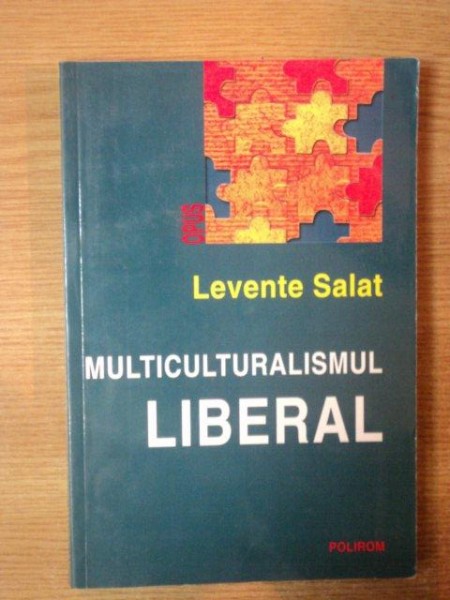 OPUS
Levente Salat
MULTICULTURALISMUL
LIBERAL
POLIROM